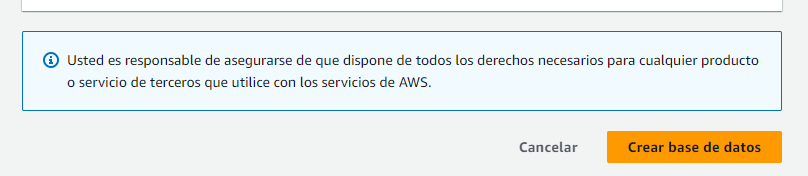 Usted es responsable de asegurarse de que dispone de todos los derechos necesarios para cualquier producto
o servicio de terceros que utilice con los servicios de AWS.
Cancelar
Crear base de datos